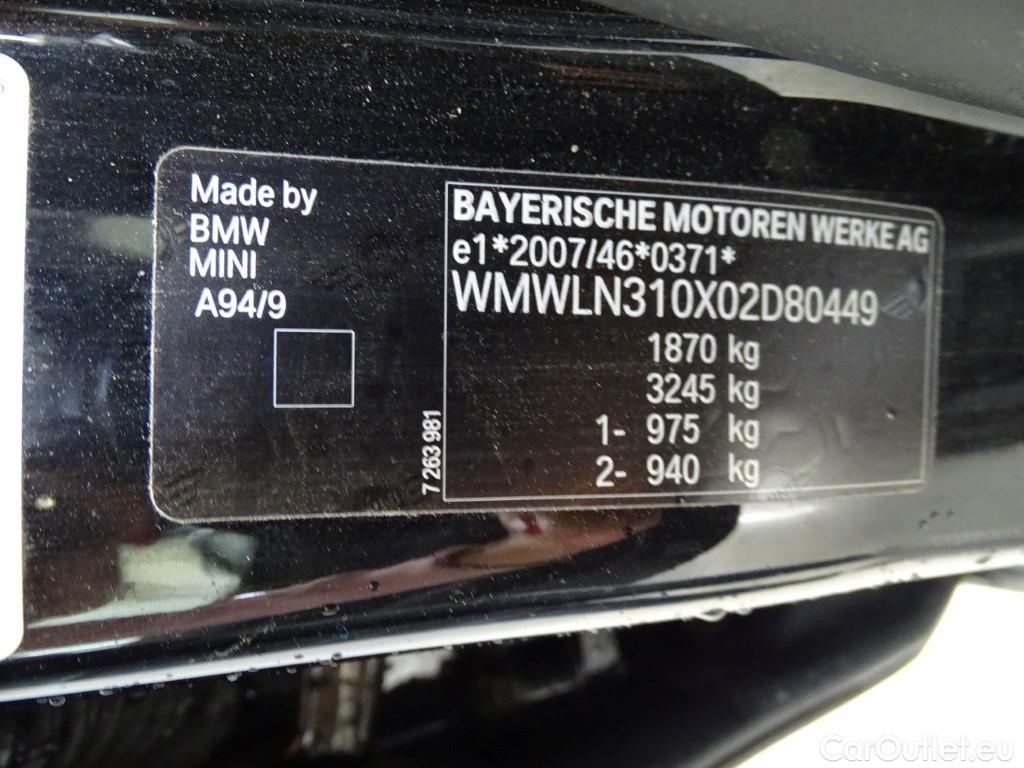 Made by
BMW
MINI
A94/9
7 263 981
BAYERISCHE MOTOREN WERKE AG
e1*2007/46*0371*
WMWLN310X02D80449
1870 kg
3245 kg
1- 975 kg
2- 940 kg
CarOutlet.eu